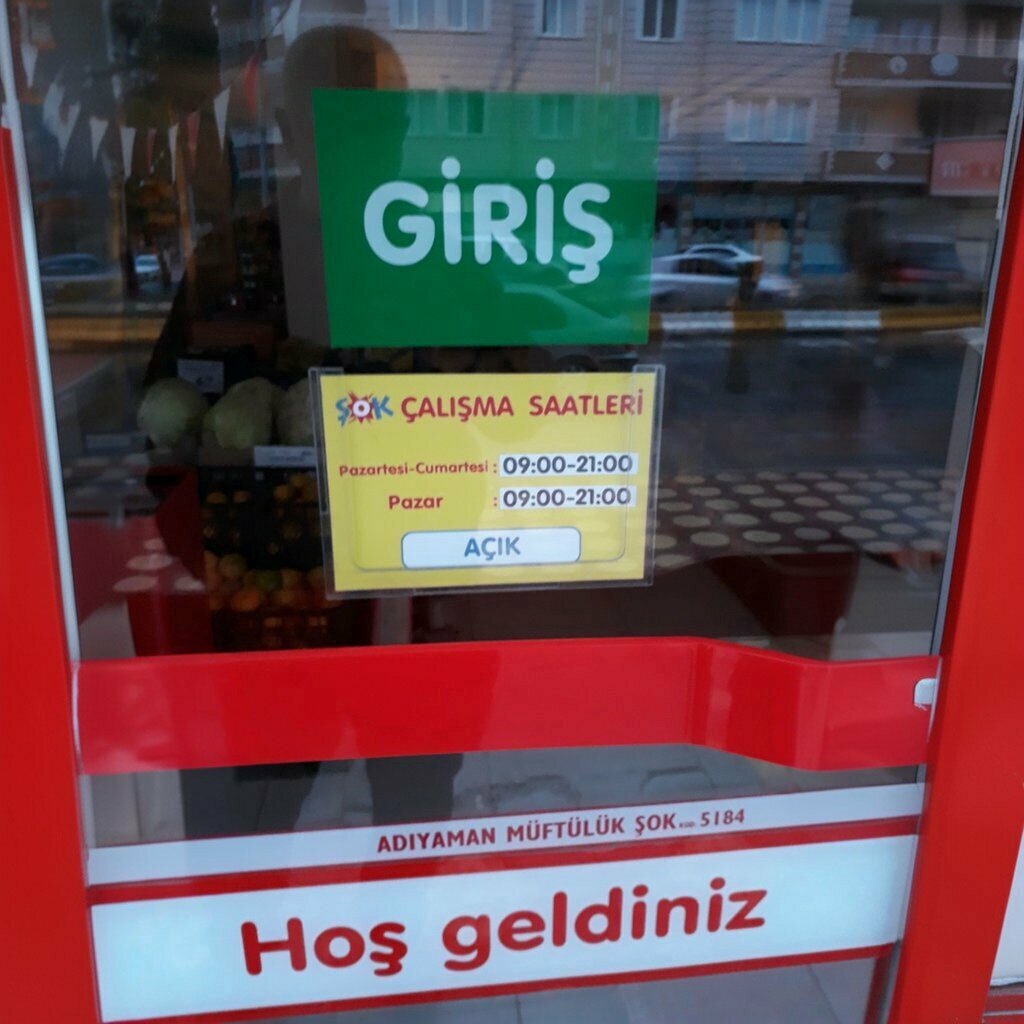 GİRİŞ
ŞOK ÇALIŞMA SAATLERİ
Pazartesi-Cumartesi : 09:00-21:00
Pazar : 09:00-21:00
AÇIK
ADIYAMAN MÜFTÜLÜK ŞOK KOD: 5184
Hoş geldiniz